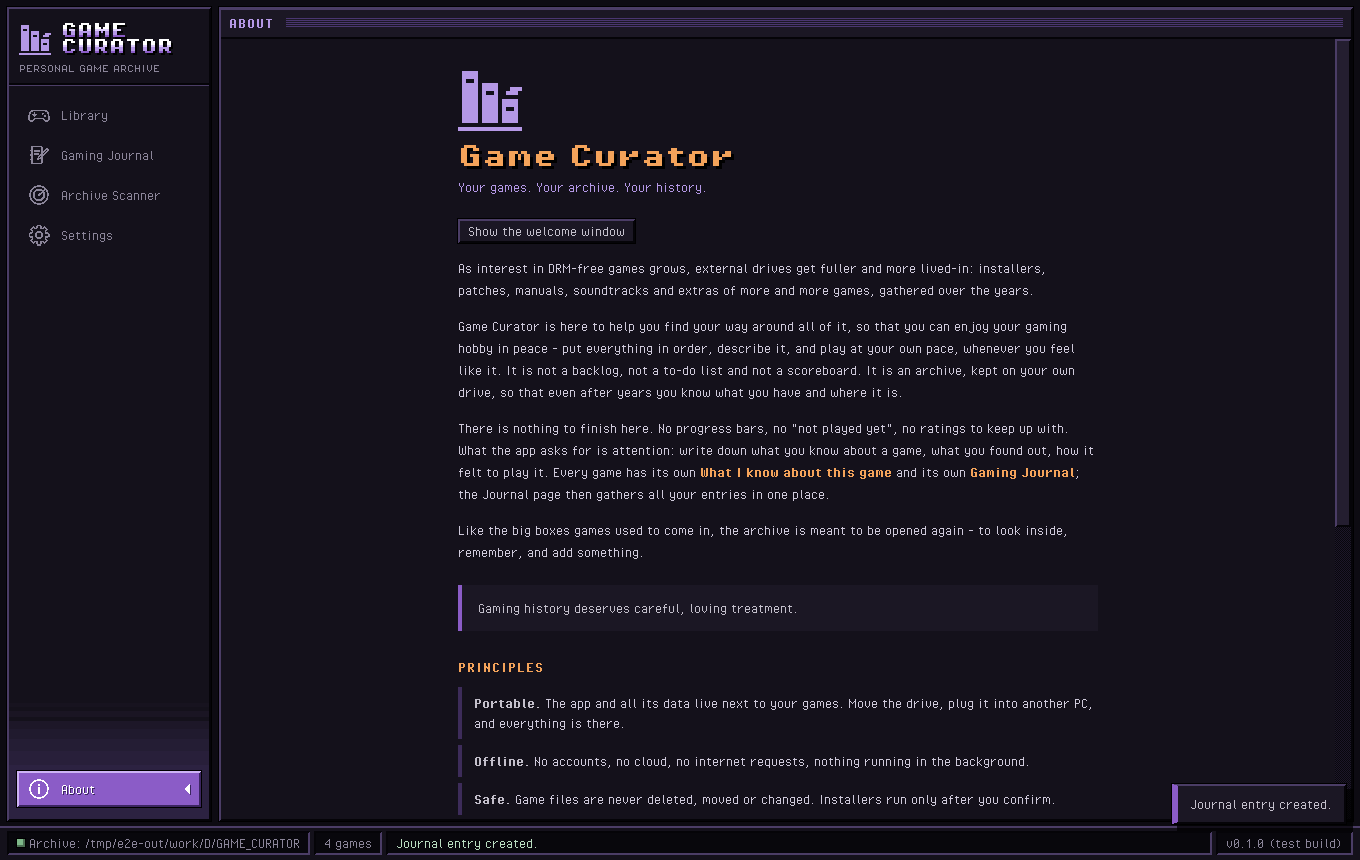 GAME
CURATOR
PERSONAL GAME ARCHIVE
Library
Gaming Journal
Archive Scanner
Settings
About
ABOUT
Game Curator
Your games. Your archive. Your history.
Show the welcome window
As interest in DRM-free games grows, external drives get fuller and more lived-in: installers,
patches, manuals, soundtracks and extras of more and more games, gathered over the years.
Game Curator is here to help you find your way around all of it, so that you can enjoy your gaming
hobby in peace - put everything in order, describe it, and play at your own pace, whenever you feel
like it. It is not a backlog, not a to-do list and not a scoreboard. It is an archive, kept on your own
drive, so that even after years you know what you have and where it is.
There is nothing to finish here. No progress bars, no "not played yet", no ratings to keep up with.
What the app asks for is attention: write down what you know about a game, what you found out, how it
felt to play it. Every game has its own What I know about this game and its own Gaming Journal;
the Journal page then gathers all your entries in one place.
Like the big boxes games used to come in, the archive is meant to be opened again - to look inside,
remember, and add something.
Gaming history deserves careful, loving treatment.
PRINCIPLES
Portable. The app and all its data live next to your games. Move the drive, plug it into another PC,
and everything is there.
Offline. No accounts, no cloud, no internet requests, nothing running in the background.
Safe. Game files are never deleted, moved or changed. Installers run only after you confirm.
Journal entry created.
Archive: /tmp/e2e-out/work/D/GAME_CURATOR
4 games
Journal entry created.
v0.1.0 (test build)